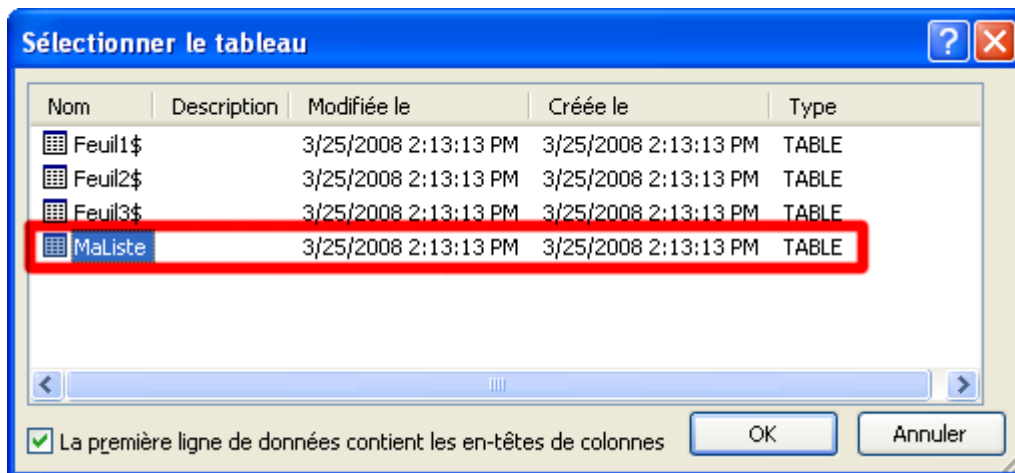 Sélectionner le tableau
Nom Description Modifiée le Créée le Type
Feuil1$ 3/25/2008 2:13:13 PM 3/25/2008 2:13:13 PM TABLE
Feuil2$ 3/25/2008 2:13:13 PM 3/25/2008 2:13:13 PM TABLE
Feuil3$ 3/25/2008 2:13:13 PM 3/25/2008 2:13:13 PM TABLE
MaListe 3/25/2008 2:13:13 PM 3/25/2008 2:13:13 PM TABLE
La première ligne de données contient les en-têtes de colonnes OK Annuler